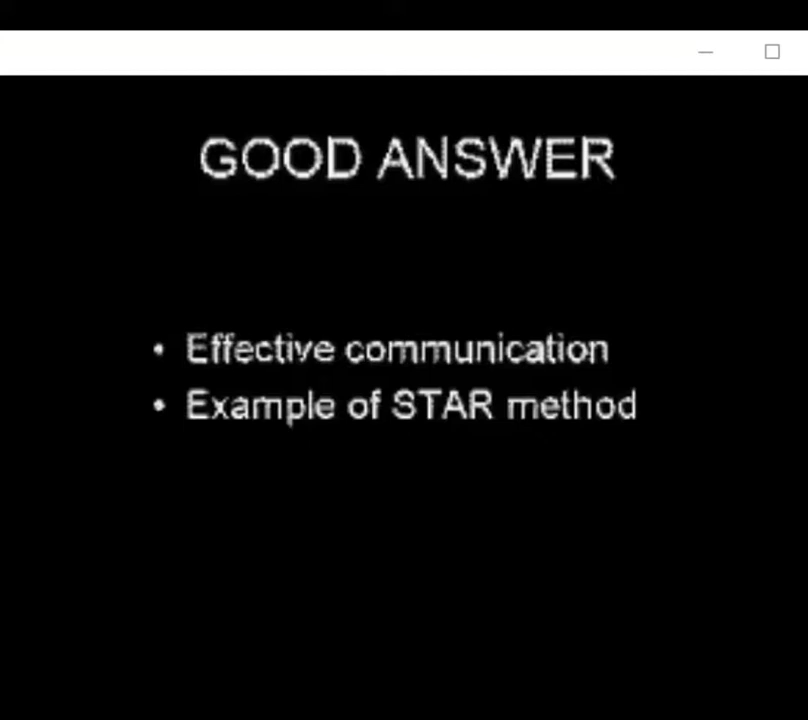 GOOD ANSWER
• Effective communication
• Example of STAR method